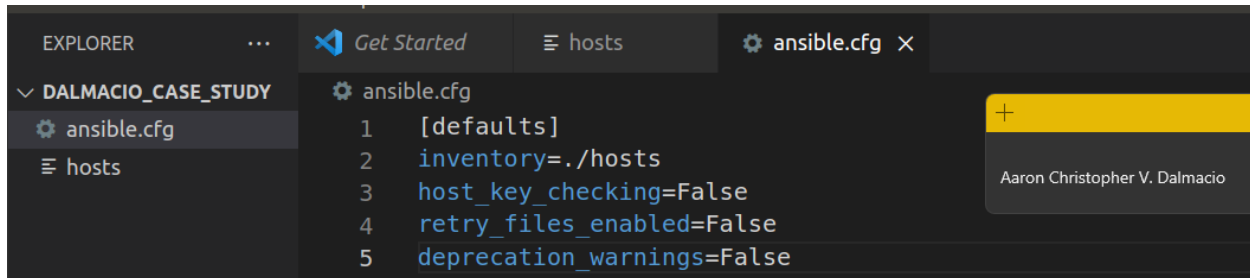 EXPLORER ...
Get Started
hosts
ansible.cfg ×
DALMACIO_CASE_STUDY
ansible.cfg
hosts
ansible.cfg
1 [defaults]
2 inventory=./hosts
3 host_key_checking=False
4 retry_files_enabled=False
5 deprecation_warnings=False
+
Aaron Christopher V. Dalmacio